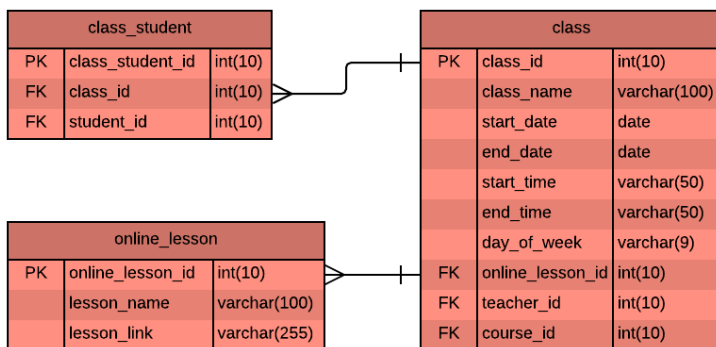 class_student
PK class_student_id int(10)
FK class_id int(10)
FK student_id int(10)
class
PK class_id int(10)
class_name varchar(100)
start_date date
end_date date
start_time varchar(50)
end_time varchar(50)
day_of_week varchar(9)
FK online_lesson_id int(10)
FK teacher_id int(10)
FK course_id int(10)
online_lesson
PK online_lesson_id int(10)
lesson_name varchar(100)
lesson_link varchar(255)